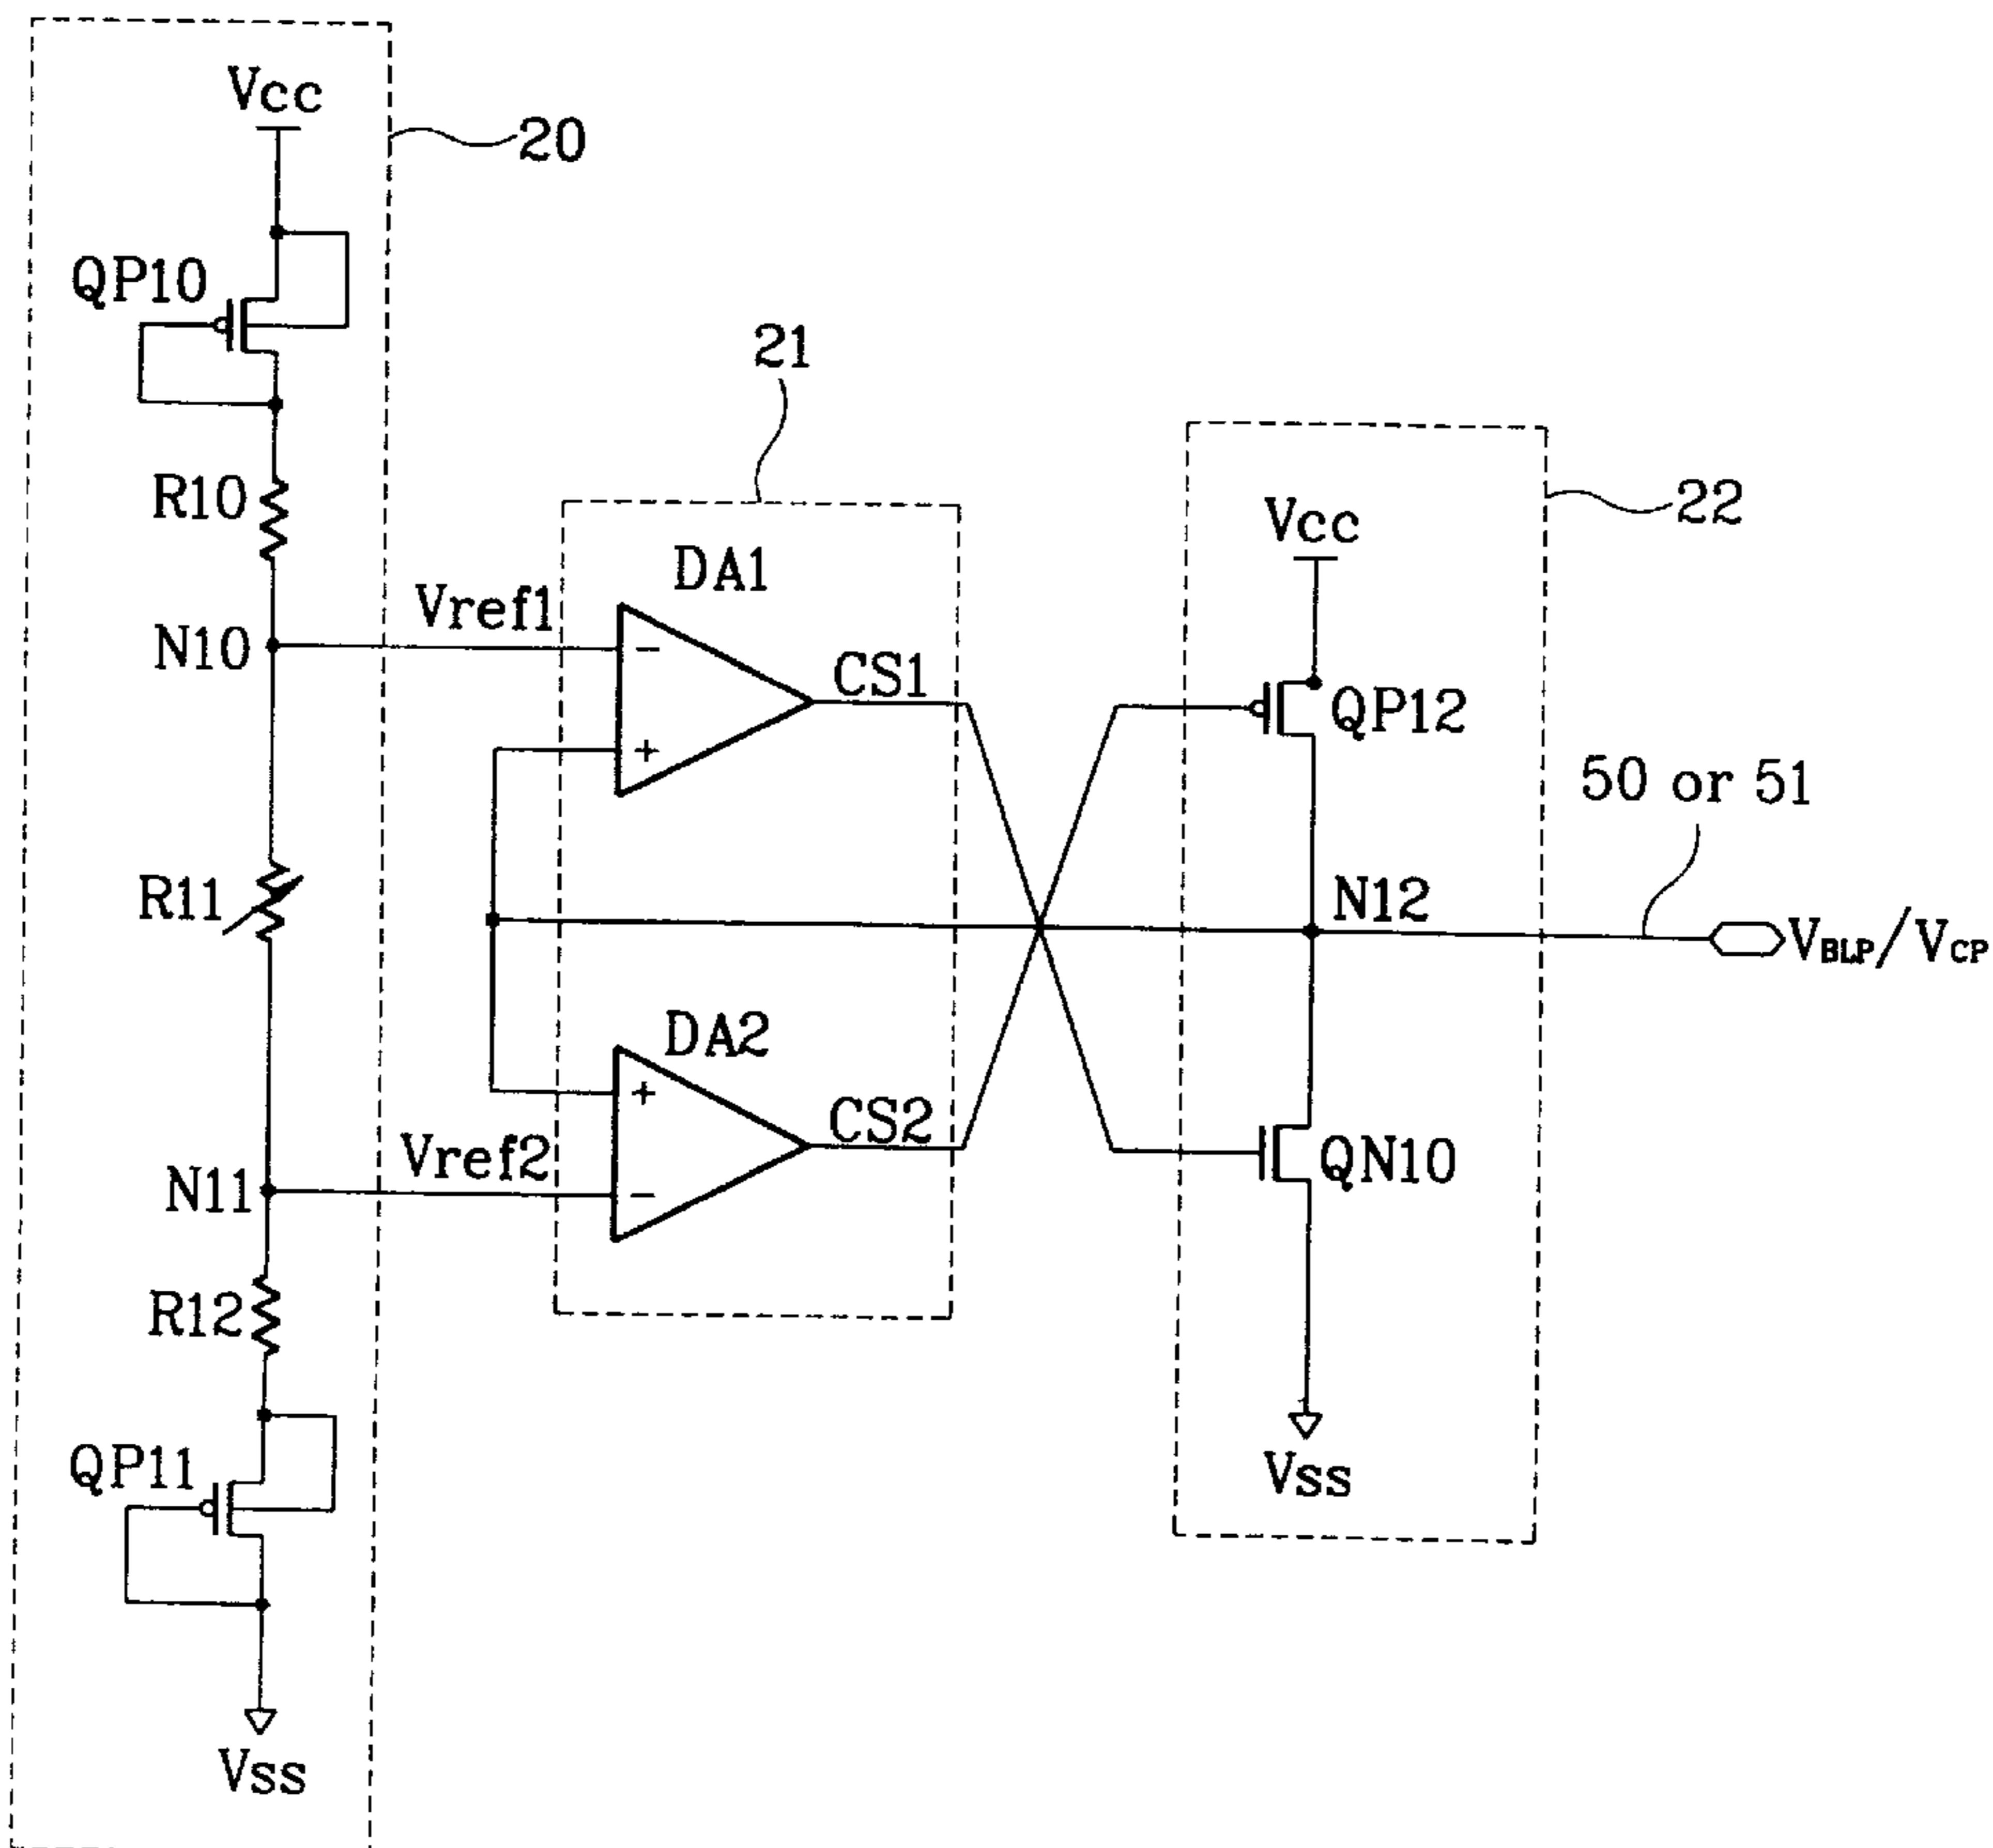 Vcc
20
QP10
R10
N10
R11
N11
R12
QP11
Vss
21
DA1
Vref1
-
+
CS1
DA2
+
CS2
Vref2
-
22
Vcc
QP12
50 or 51
N12
VBLP/VCP
QN10
Vss